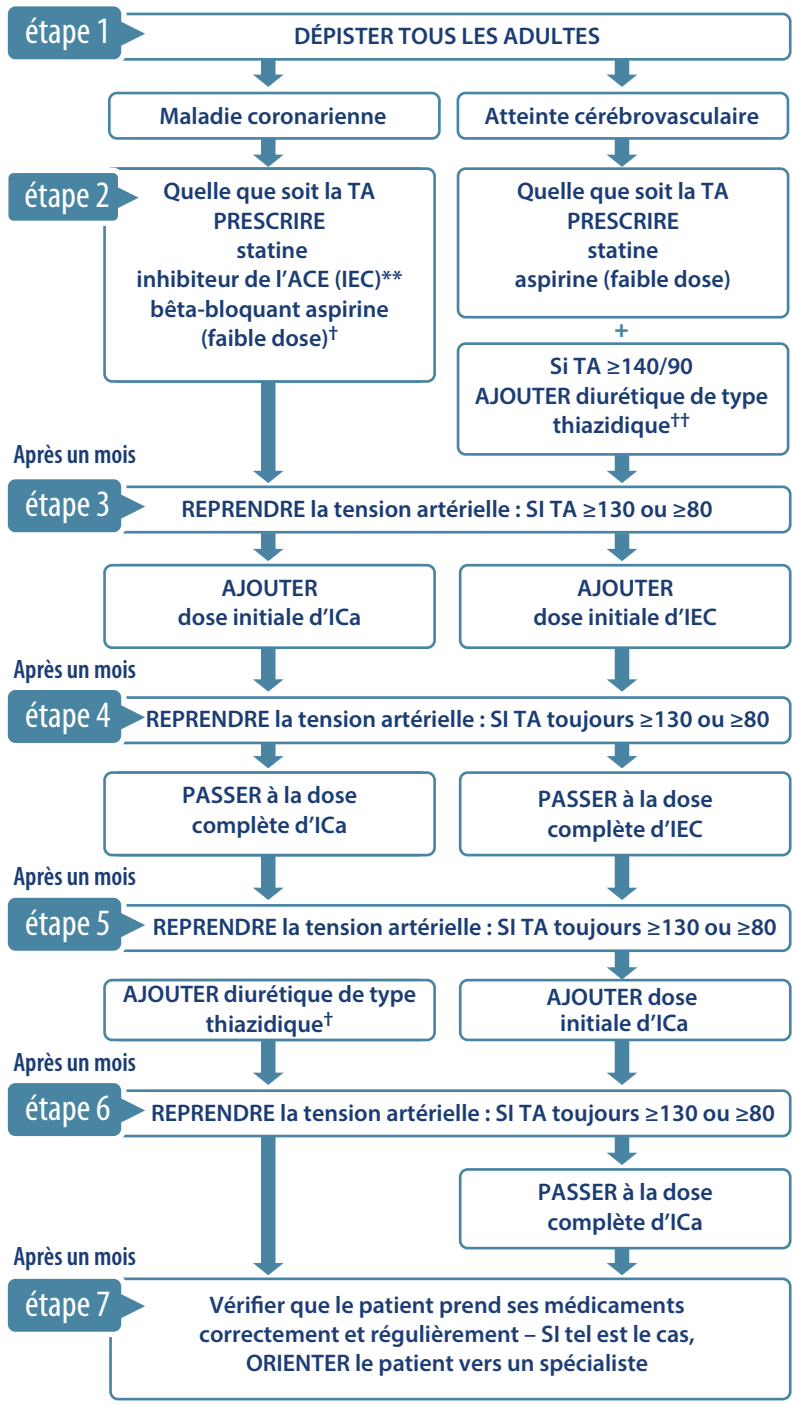 étape 1
DÉPISTER TOUS LES ADULTES
Maladie coronarienne
Atteinte cérébrovasculaire
étape 2
Quelle que soit la TA
PRESCRIRE
statine
inhibiteur de l'ACE (IEC)**
bêta-bloquant aspirine
(faible dose)†
Quelle que soit la TA
PRESCRIRE
statine
aspirine (faible dose)
+
Si TA ≥140/90
AJOUTER diurétique de type
thiazidique††
Après un mois
étape 3
REPRENDRE la tension artérielle : SI TA ≥130 ou ≥80
AJOUTER
dose initiale d'ICa
AJOUTER
dose initiale d'IEC
Après un mois
étape 4
REPRENDRE la tension artérielle : SI TA toujours ≥130 ou ≥80
PASSER à la dose
complète d'ICa
PASSER à la dose
complète d'IEC
Après un mois
étape 5
REPRENDRE la tension artérielle : SI TA toujours ≥130 ou ≥80
AJOUTER diurétique de type
thiazidique†
AJOUTER dose
initiale d'ICa
Après un mois
étape 6
REPRENDRE la tension artérielle : SI TA toujours ≥130 ou ≥80
PASSER à la dose
complète d'ICa
Après un mois
étape 7
Vérifier que le patient prend ses médicaments
correctement et régulièrement – SI tel est le cas,
ORIENTER le patient vers un spécialiste